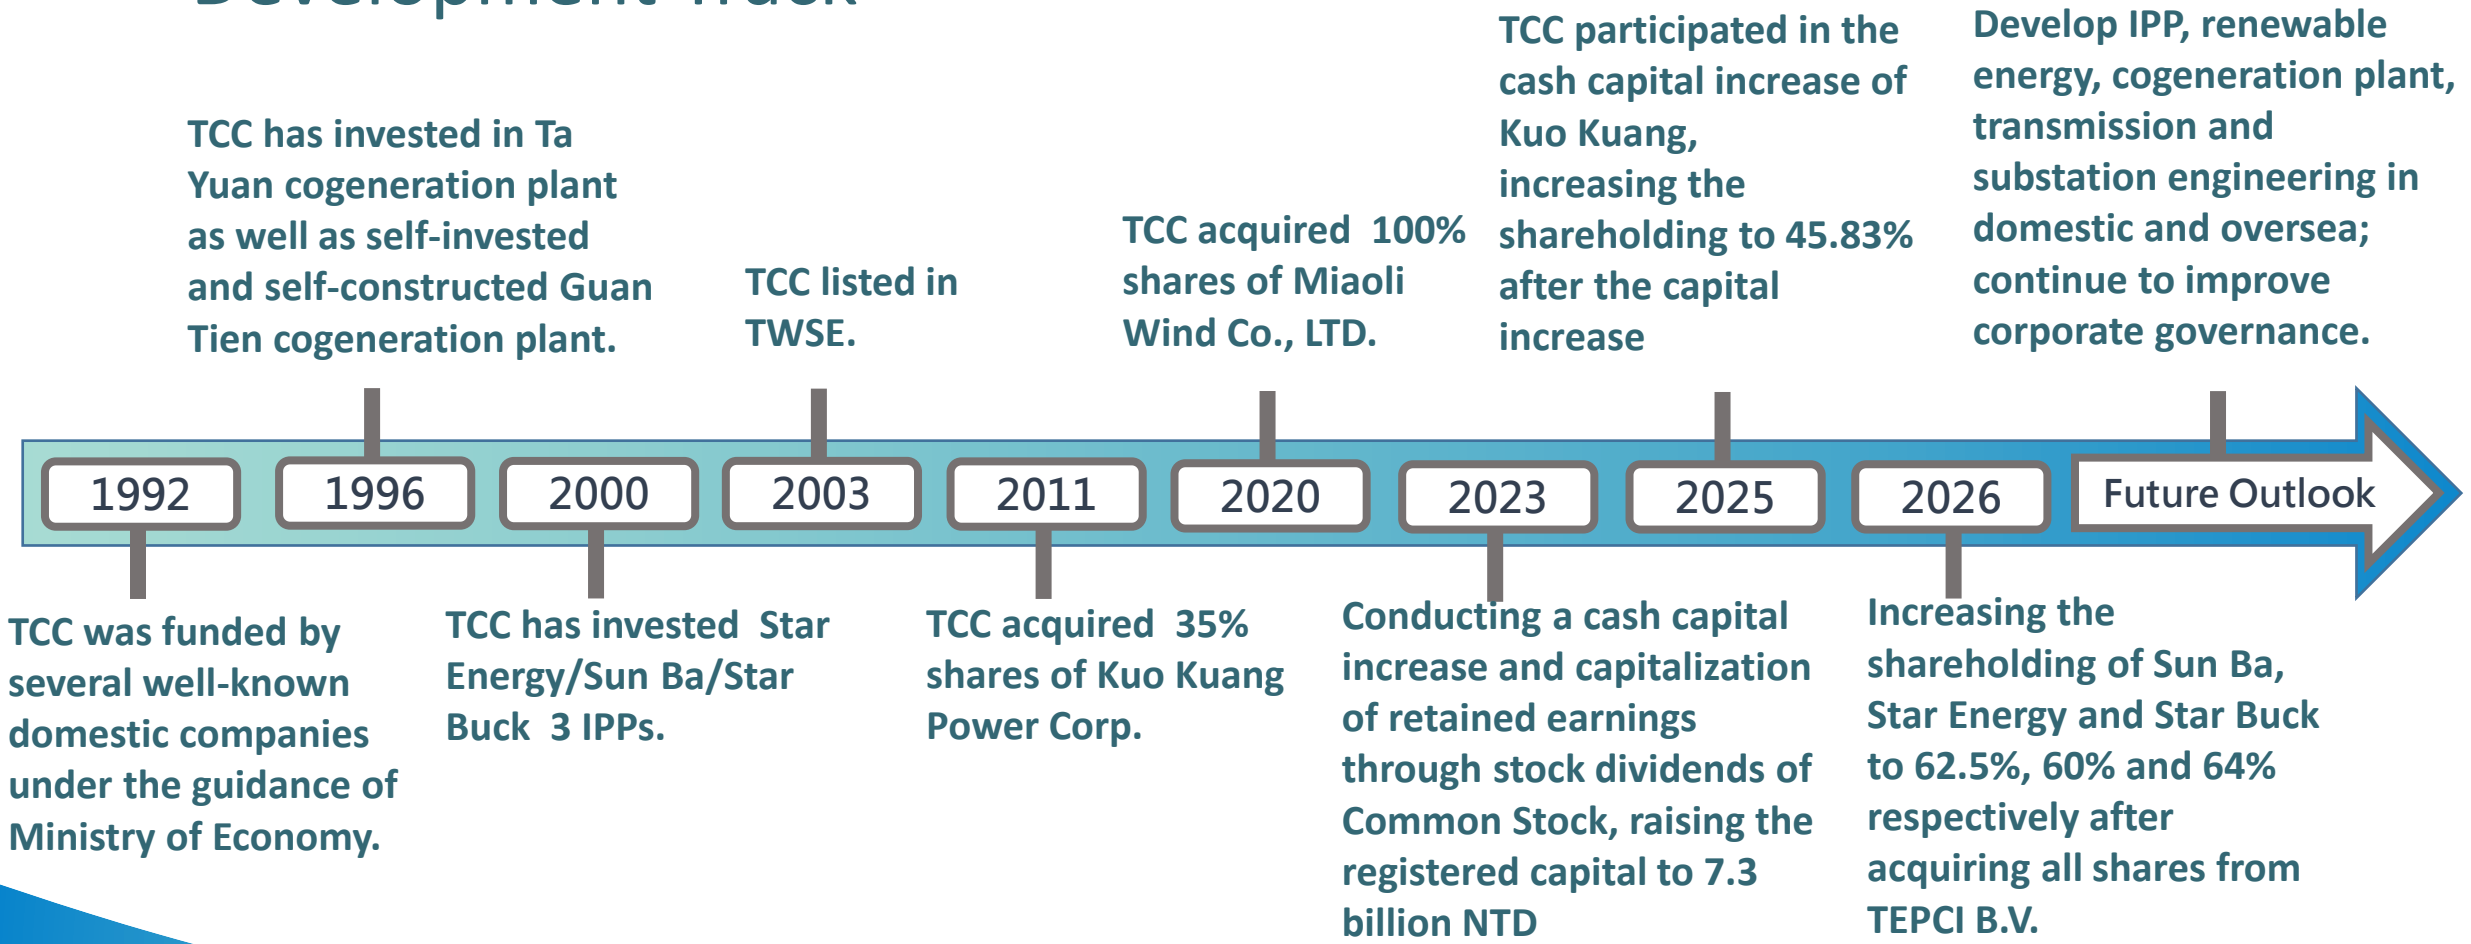 Development Track
TCC has invested in Ta
Yuan cogeneration plant
as well as self-invested
and self-constructed Guan
Tien cogeneration plant.
TCC listed in
TWSE.
TCC acquired 100%
shares of Miaoli
Wind Co., LTD.
TCC participated in the
cash capital increase of
Kuo Kuang,
increasing the
shareholding to 45.83%
after the capital
increase
Develop IPP, renewable
energy, cogeneration plant,
transmission and
substation engineering in
domestic and oversea;
continue to improve
corporate governance.
1992
1996
2000
2003
2011
2020
2023
2025
2026
Future Outlook
TCC was funded by
several well-known
domestic companies
under the guidance of
Ministry of Economy.
TCC has invested Star
Energy/Sun Ba/Star
Buck 3 IPPs.
TCC acquired 35%
shares of Kuo Kuang
Power Corp.
Conducting a cash capital
increase and capitalization
of retained earnings
through stock dividends of
Common Stock, raising the
registered capital to 7.3
billion NTD
Increasing the
shareholding of Sun Ba,
Star Energy and Star Buck
to 62.5%, 60% and 64%
respectively after
acquiring all shares from
TEPCI B.V.